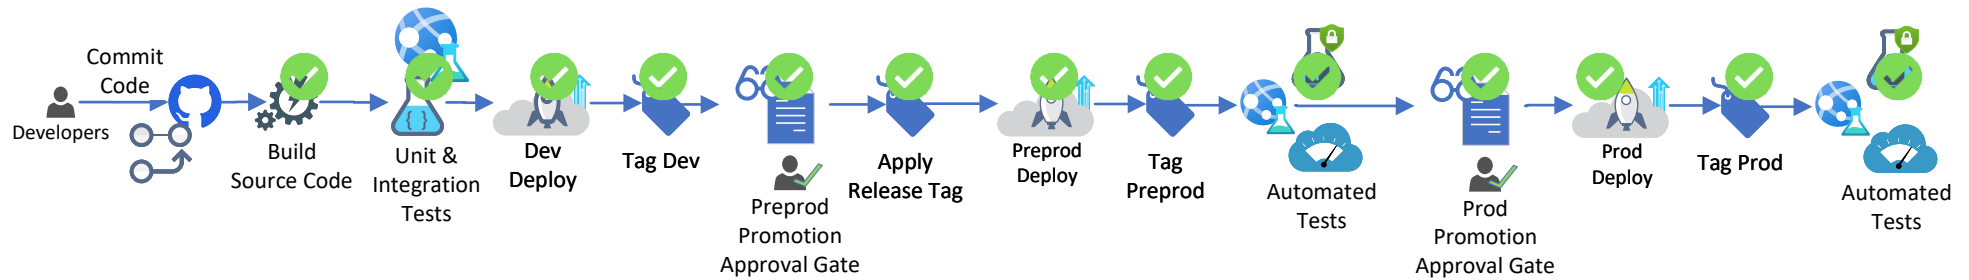 Commit
Code
Developers
Build
Source Code
{ }
Unit &
Integration
Tests
Dev
Deploy
Tag Dev
Preprod
Promotion
Approval Gate
Apply
Release Tag
Preprod
Deploy
Tag
Preprod
Automated
Tests
Prod
Promotion
Approval Gate
Prod
Deploy
Tag Prod
Automated
Tests